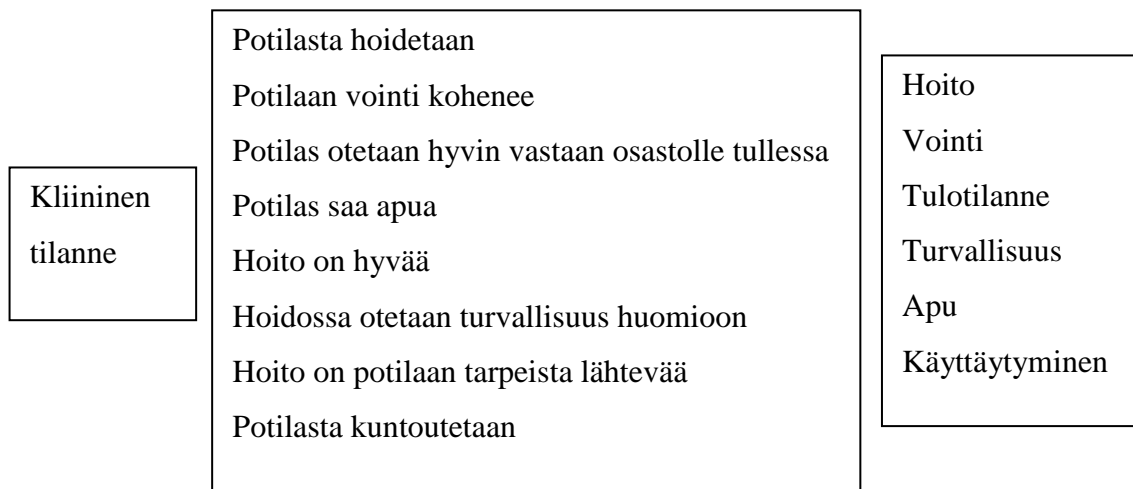 Kliininen
tilanne
Potilasta hoidetaan
Potilaan vointi kohenee
Potilas otetaan hyvin vastaan osastolle tullessa
Potilas saa apua
Hoito on hyvää
Hoidossa otetaan turvallisuus huomioon
Hoito on potilaan tarpeista lähtevää
Potilasta kuntoutetaan
Hoito
Vointi
Tulotilanne
Turvallisuus
Apu
Käyttäytyminen